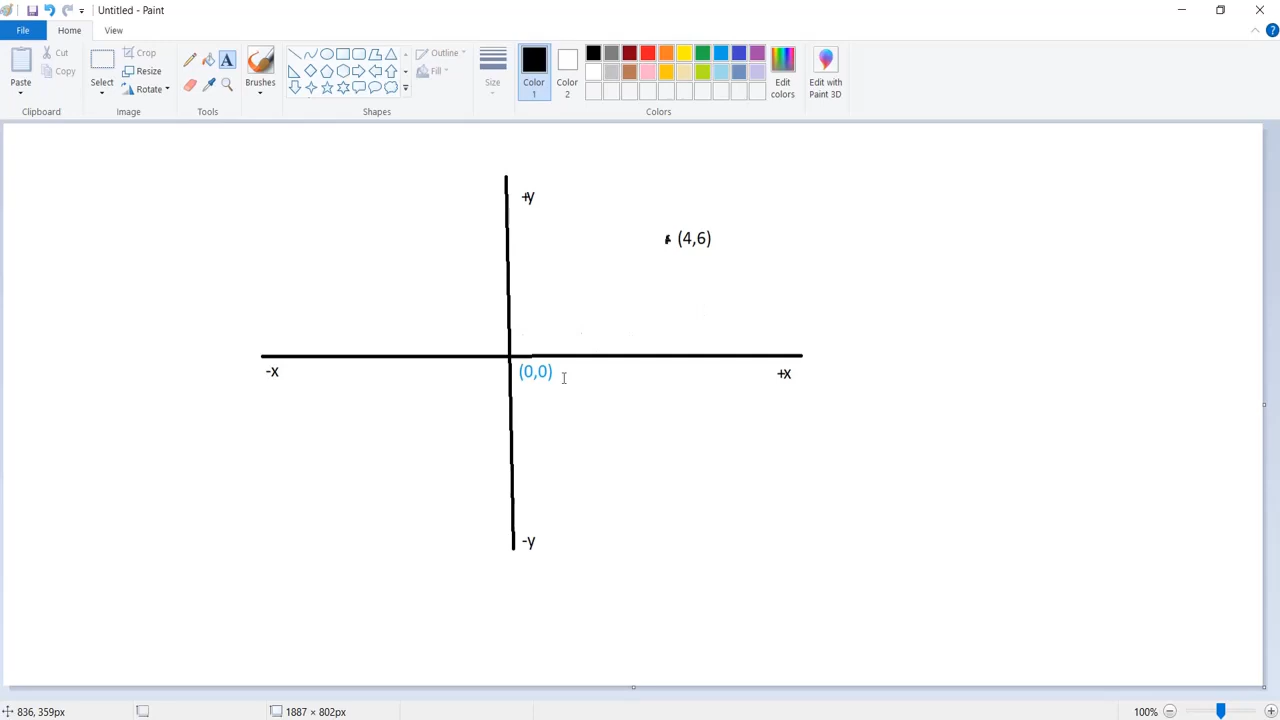 Untitled - Paint
File
Home
View
Paste
Cut
Copy
Clipboard
Select
Crop
Resize
Rotate
Image
A
Tools
Brushes
Outline
Fill
Shapes
Size
Color 1
Color 2
Edit colors
Colors
Edit with Paint 3D
+y
(4,6)
-x
(0,0)
+x
-y
836, 359px
1887 × 802px
100%